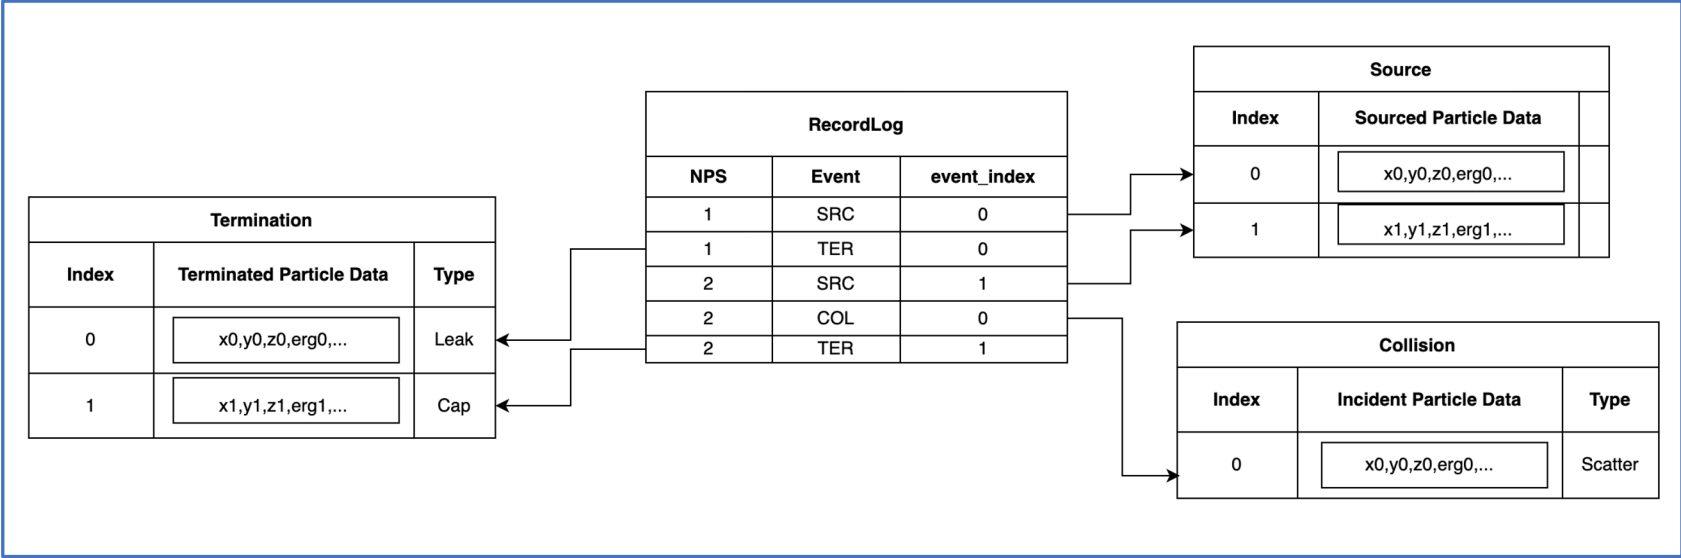 Termination
Index Terminated Particle Data Type
0 x0,y0,z0,erg0,... Leak
1 x1,y1,z1,erg1,... Cap
RecordLog
NPS Event event_index
1 SRC 0
1 TER 0
2 SRC 1
2 COL 0
2 TER 1
Source
Index Sourced Particle Data
0 x0,y0,z0,erg0,...
1 x1,y1,z1,erg1,...
Collision
Index Incident Particle Data Type
0 x0,y0,z0,erg0,... Scatter